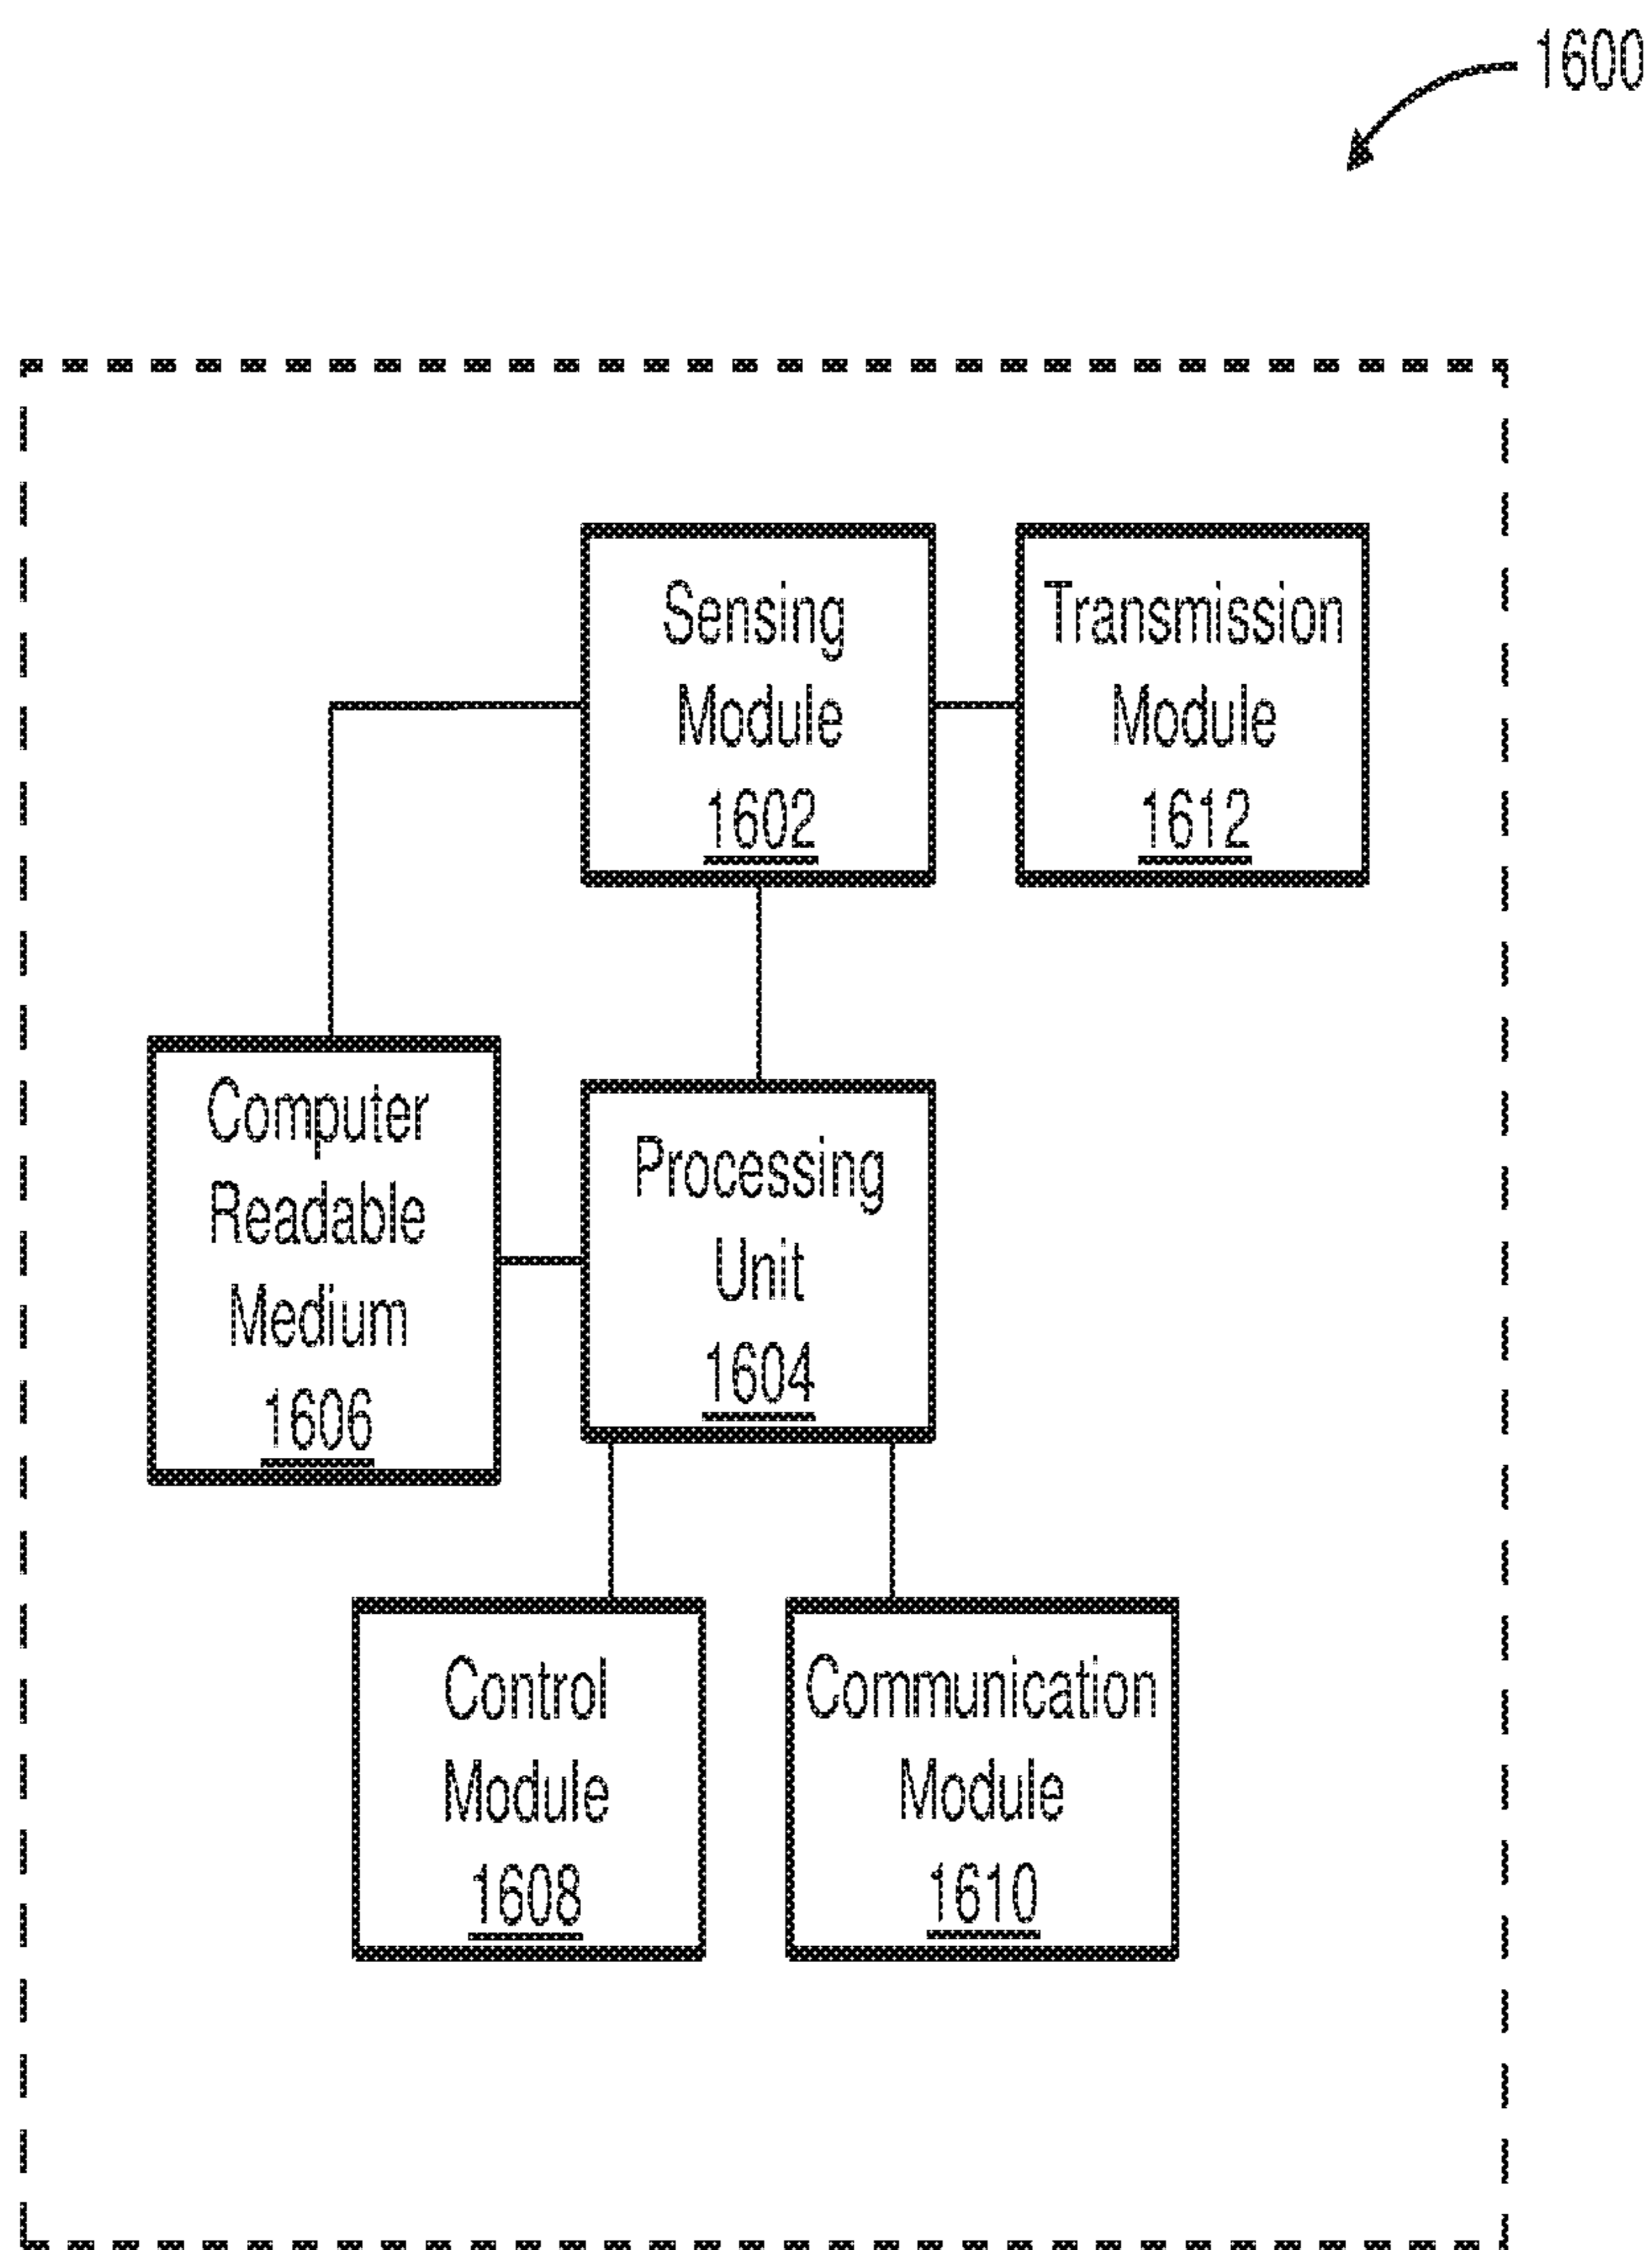 1600
Sensing
Module
1602
Transmission
Module
1612
Computer
Readable
Medium
1606
Processing
Unit
1604
Control
Module
1608
Communication
Module
1610